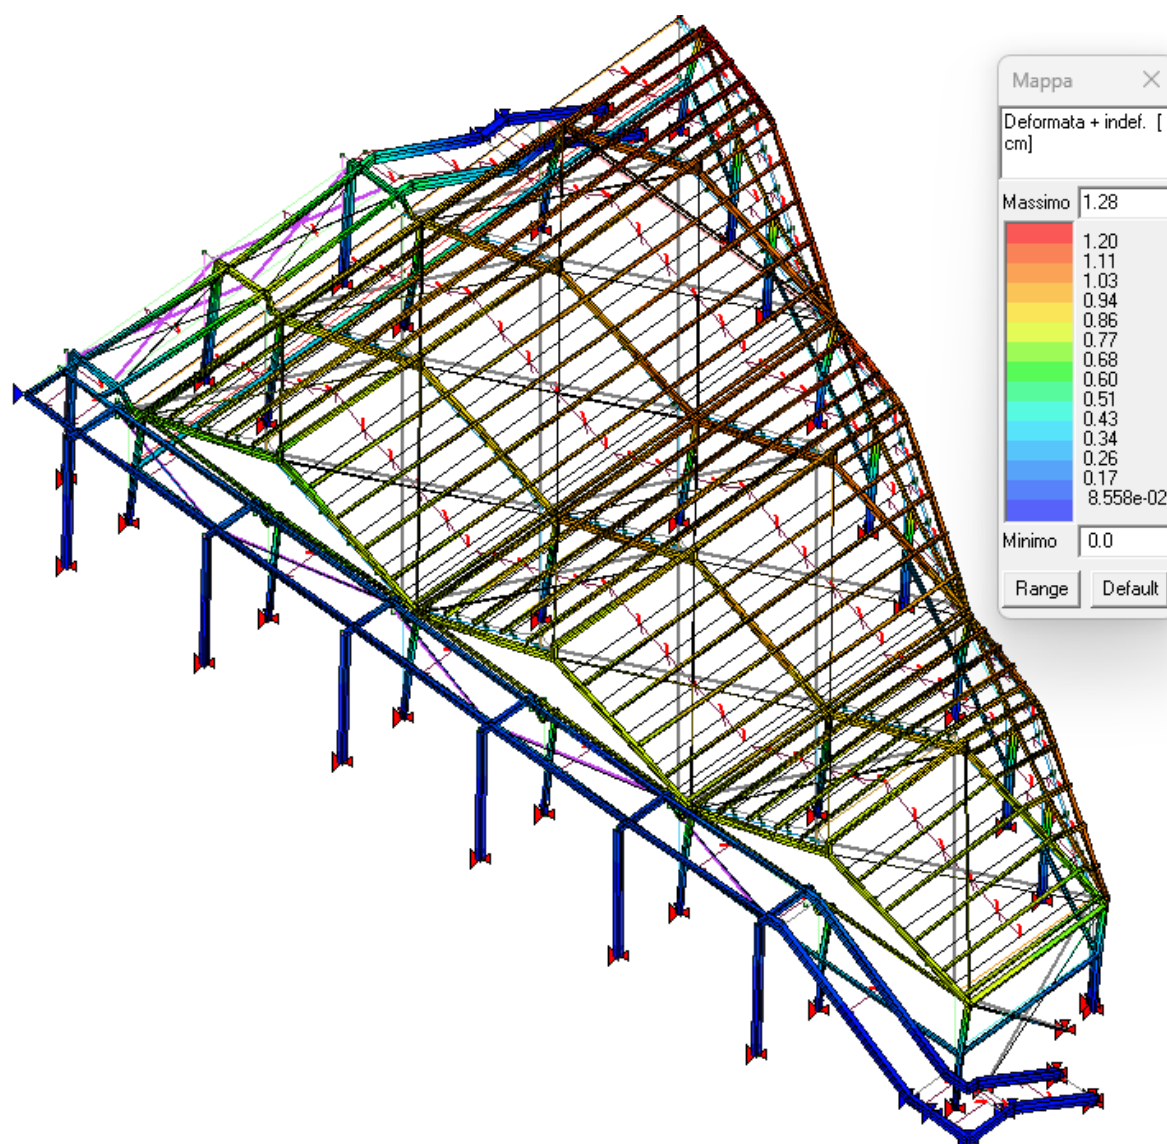 Mappa
Deformata + indef. [
cm]
Massimo 1.28
1.20
1.11
1.03
0.94
0.86
0.77
0.68
0.60
0.51
0.43
0.34
0.26
0.17
8.558e-02
Minimo 0.0
Range Default